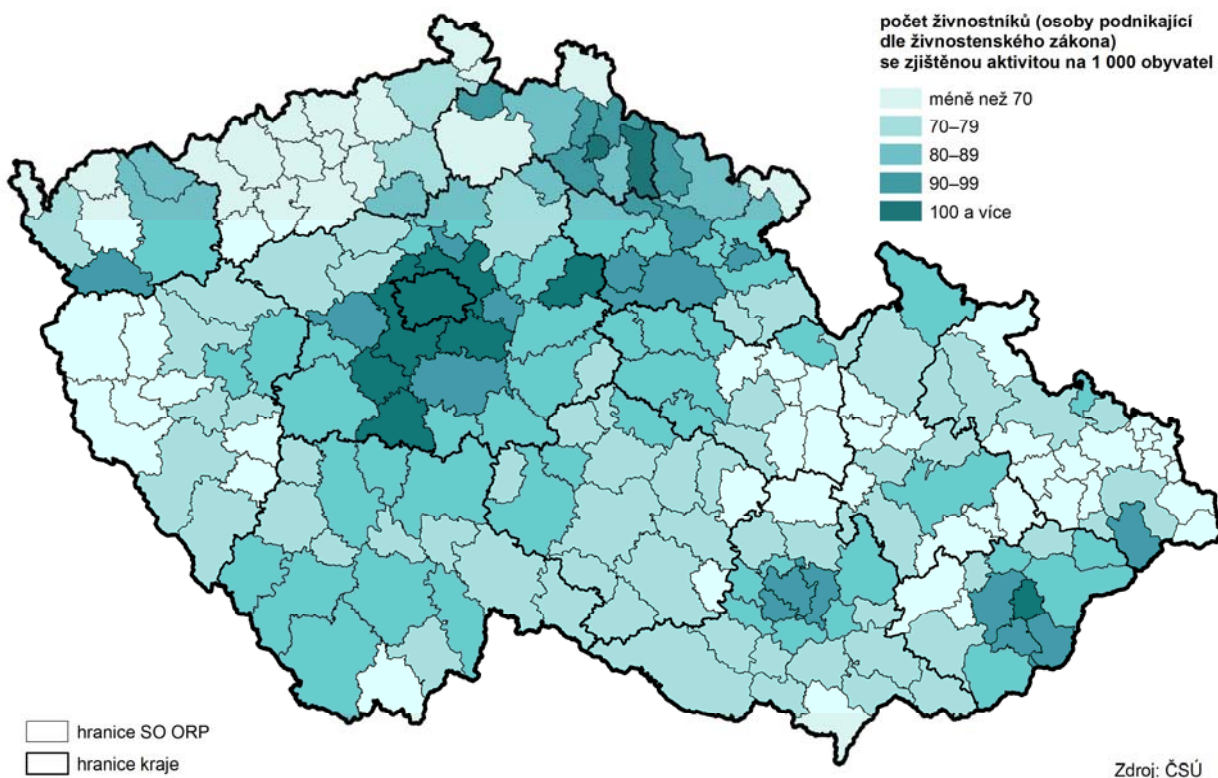 počet živnostníků (osoby podnikající
dle živnostenského zákona)
se zjištěnou aktivitou na 1 000 obyvatel
méně než 70
70–79
80–89
90–99
100 a více
hranice SO ORP
hranice kraje
Zdroj: ČSÚ